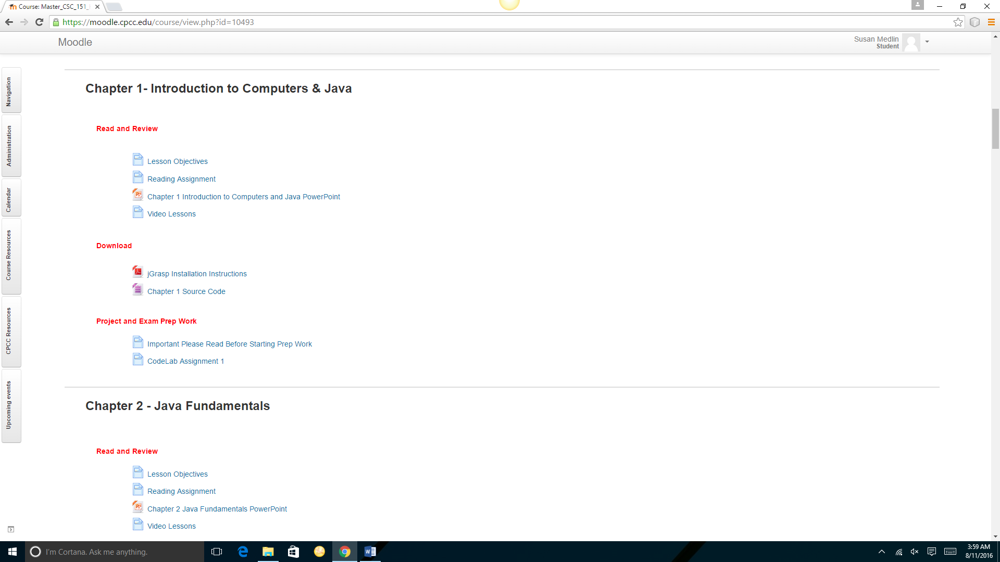 Course: Master_CSC_151_
https://moodle.cpcc.edu/course/view.php?id=10493
Moodle
Susan Medlin
Student
Navigation
Administration
Calendar
Course Resources
CPCC Resources
Upcoming events
Chapter 1- Introduction to Computers & Java
Read and Review
Lesson Objectives
Reading Assignment
Chapter 1 Introduction to Computers and Java PowerPoint
Video Lessons
Download
jGrasp Installation Instructions
Chapter 1 Source Code
Project and Exam Prep Work
Important Please Read Before Starting Prep Work
CodeLab Assignment 1
Chapter 2 - Java Fundamentals
Read and Review
Lesson Objectives
Reading Assignment
Chapter 2 Java Fundamentals PowerPoint
Video Lessons
I'm Cortana. Ask me anything.
3:59 AM
8/11/2016